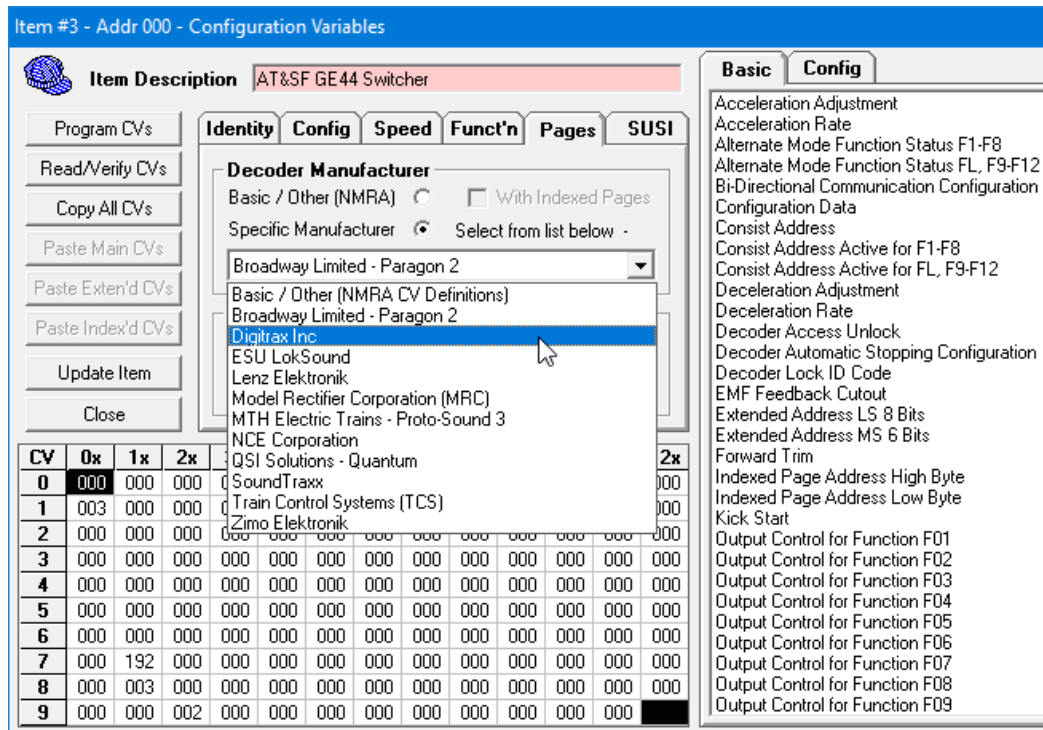 Item #3 - Addr 000 - Configuration Variables
Item Description AT&SF GE44 Switcher
Program CVs
Read/Verify CVs
Copy All CVs
Paste Main CVs
Paste Exten'd CVs
Paste Index'd CVs
Update Item
Close
Identity Config Speed Funct'n Pages SUSI
Decoder Manufacturer
Basic / Other (NMRA) With Indexed Pages
Specific Manufacturer Select from list below -
Broadway Limited - Paragon 2
Basic / Other (NMRA CV Definitions)
Broadway Limited - Paragon 2
Digitrax Inc
ESU LokSound
Lenz Elektronik
Model Rectifier Corporation (MRC)
MTH Electric Trains - Proto-Sound 3
NCE Corporation
QSI Solutions - Quantum
SoundTraxx
Train Control Systems (TCS)
Zimo Elektronik
CV 0x 1x 2x 2x
0 000 000 000
1 003 000 000
2 000 000 000 000 000 000 000 000 000 000 000 000 000
3 000 000 000 000 000 000 000 000 000 000 000 000 000
4 000 000 000 000 000 000 000 000 000 000 000 000 000
5 000 000 000 000 000 000 000 000 000 000 000 000 000
6 000 000 000 000 000 000 000 000 000 000 000 000 000
7 000 192 000 000 000 000 000 000 000 000 000 000 000
8 000 003 000 000 000 000 000 000 000 000 000 000 000
9 000 000 002 000 000 000 000 000 000 000 000 000
Basic Config
Acceleration Adjustment
Acceleration Rate
Alternate Mode Function Status F1-F8
Alternate Mode Function Status FL, F9-F12
Bi-Directional Communication Configuration
Configuration Data
Consist Address
Consist Address Active for F1-F8
Consist Address Active for FL, F9-F12
Deceleration Adjustment
Deceleration Rate
Decoder Access Unlock
Decoder Automatic Stopping Configuration
Decoder Lock ID Code
EMF Feedback Cutout
Extended Address LS 8 Bits
Extended Address MS 6 Bits
Forward Trim
Indexed Page Address High Byte
Indexed Page Address Low Byte
Kick Start
Output Control for Function F01
Output Control for Function F02
Output Control for Function F03
Output Control for Function F04
Output Control for Function F05
Output Control for Function F06
Output Control for Function F07
Output Control for Function F08
Output Control for Function F09